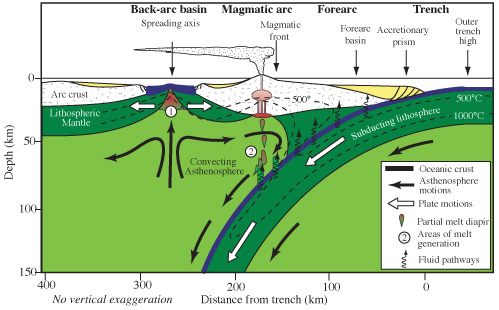 Back-arc basin Magmatic arc Forearc Trench
Spreading axis
Magmatic
front
Forearc
basin
Accretionary
prism
Outer
trench
high
0
50
100
150
Depth (km)
Arc crust
Lithospheric
Mantle
1
500°
500°C
1000°C
Subducting lithosphere
Convecting
Asthenosphere
2
Oceanic crust
Asthenosphere
motions
Plate motions
Partial melt diapir
2 Areas of melt
generation
Fluid pathways
400 300 200 100 0
No vertical exaggeration Distance from trench (km)